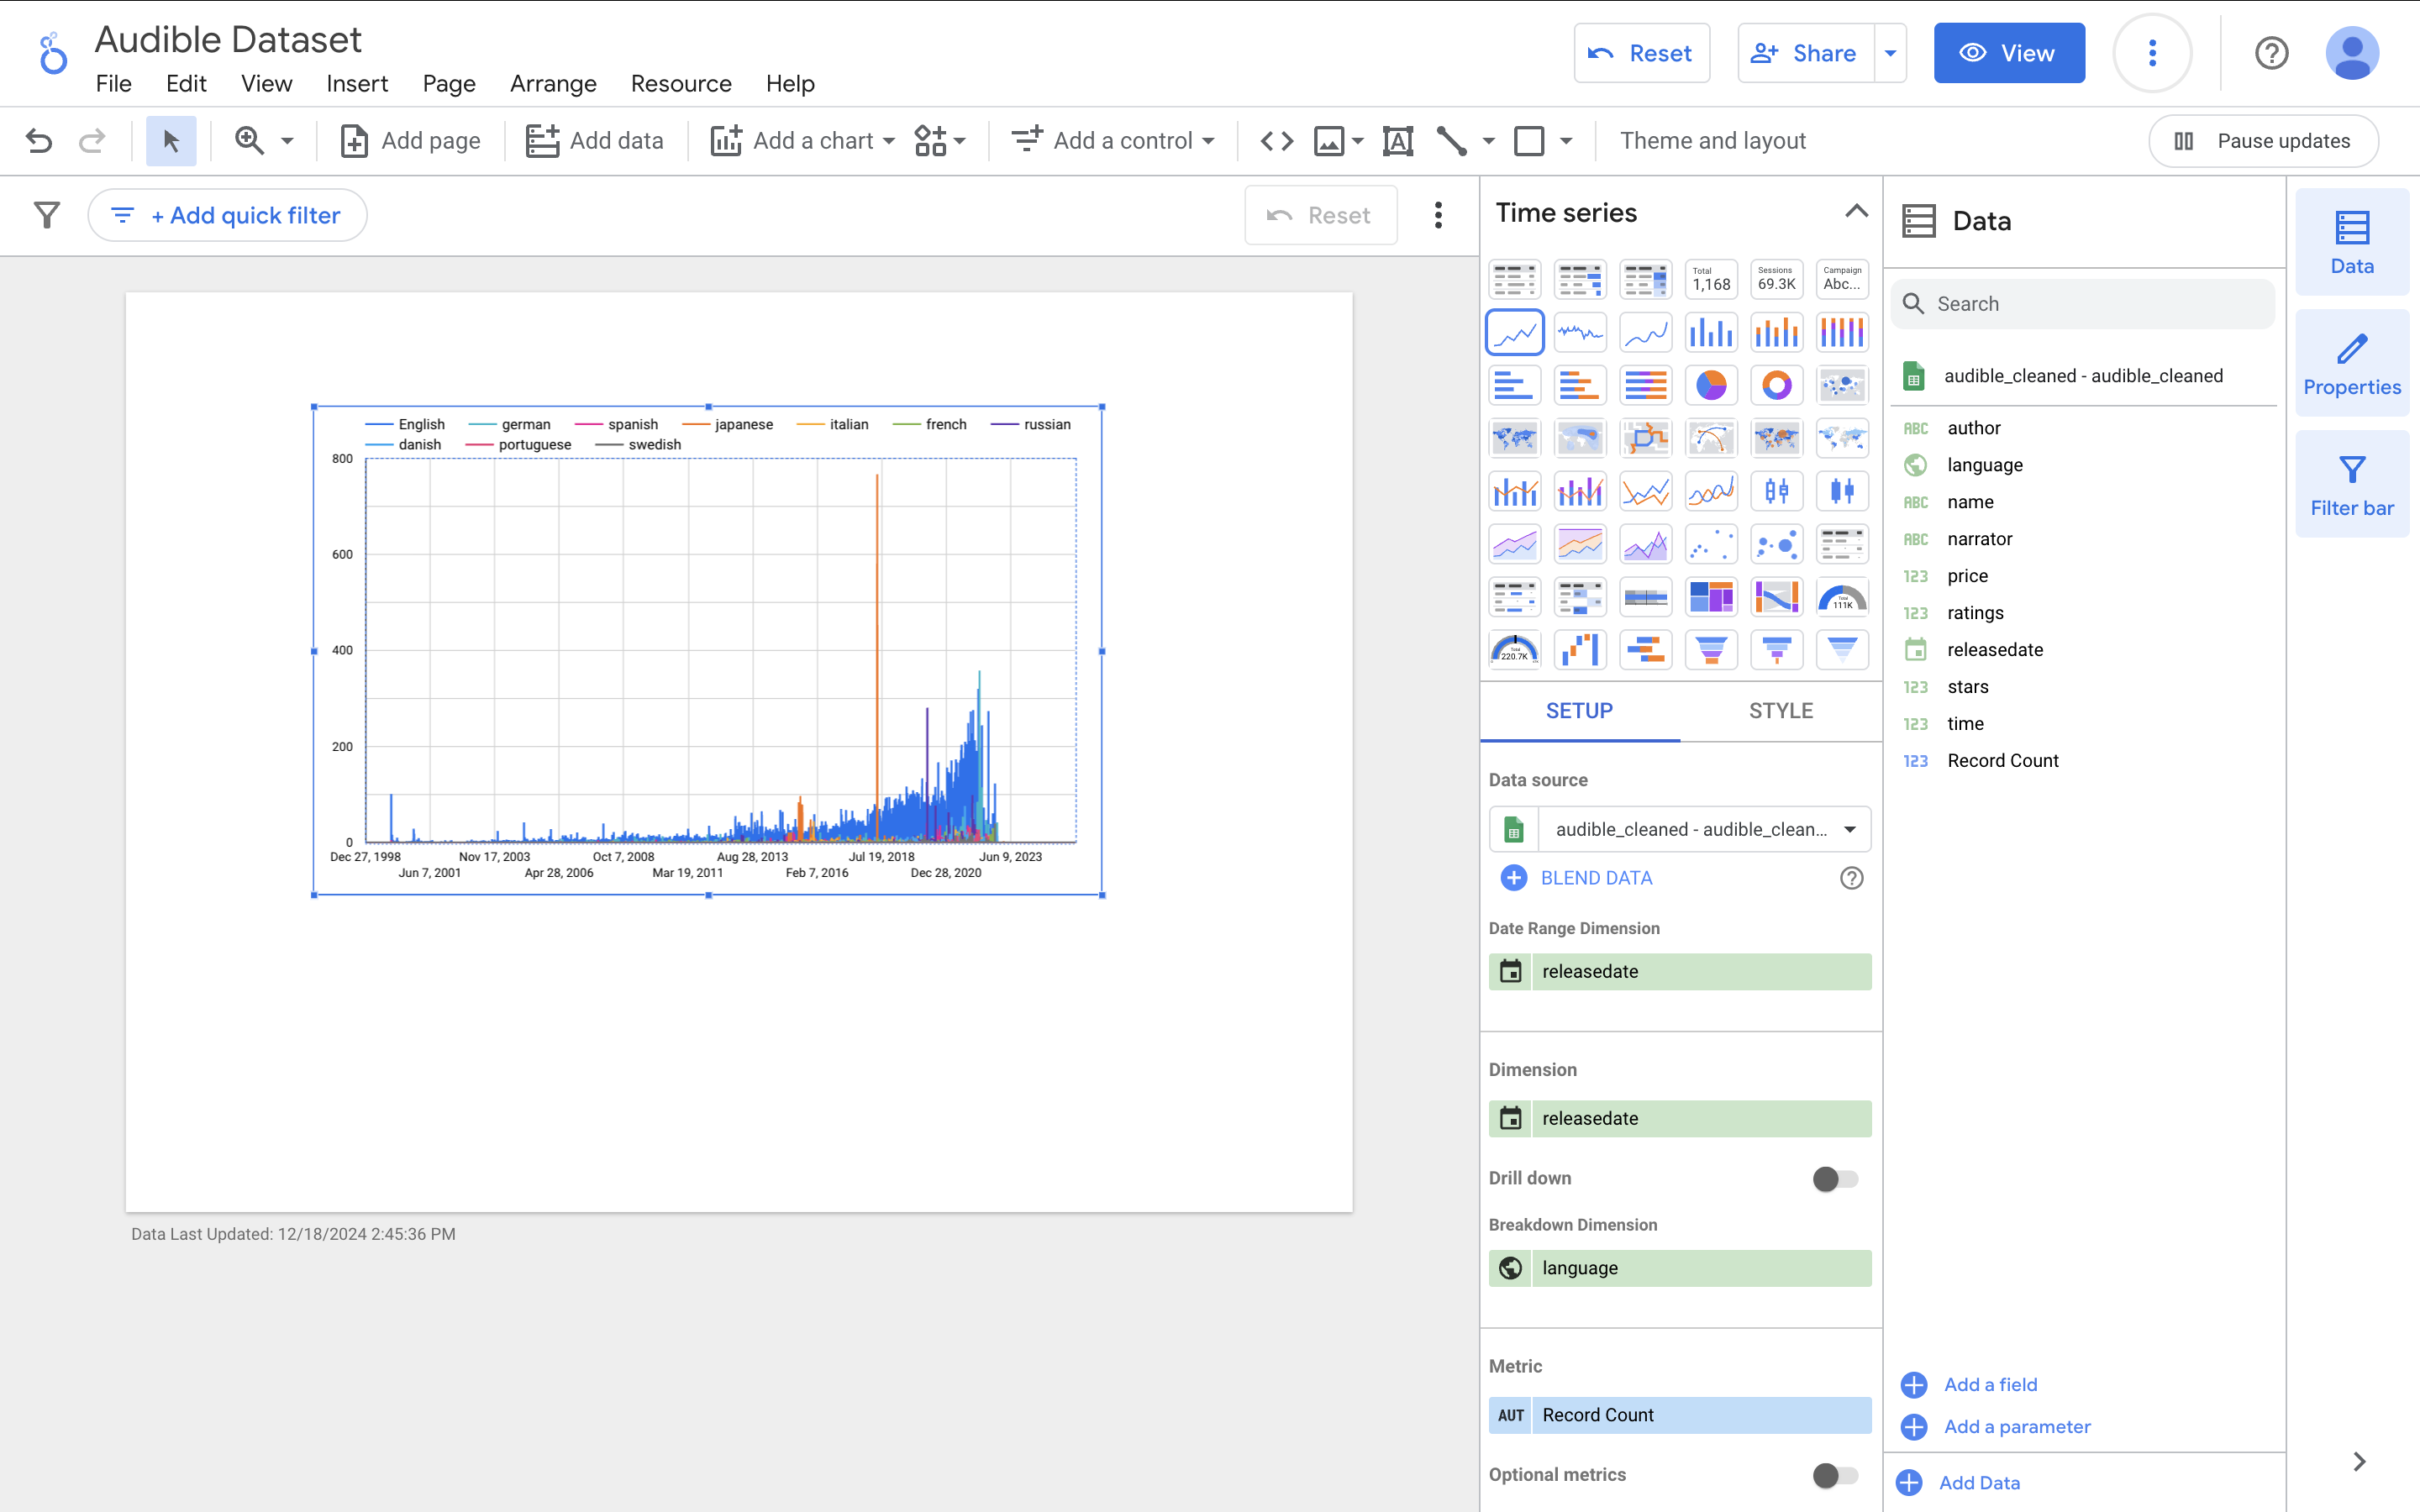 Audible Dataset
File Edit View Insert Page Arrange Resource Help
Reset Share View
Add page Add data Add a chart Add a control Theme and layout Pause updates
+ Add quick filter Reset
English german spanish japanese italian french russian
danish portuguese swedish
800
600
400
200
0
Dec 27, 1998 Nov 17, 2003 Oct 7, 2008 Aug 28, 2013 Jul 19, 2018 Jun 9, 2023
Jun 7, 2001 Apr 28, 2006 Mar 19, 2011 Feb 7, 2016 Dec 28, 2020
Data Last Updated: 12/18/2024 2:45:36 PM
Time series
Total Sessions Campaign
1,168 69.3K Abc...
Total
111K
Total
220.7K
SETUP STYLE
Data source
audible_cleaned - audible_clean...
BLEND DATA
Date Range Dimension
releasedate
Dimension
releasedate
Drill down
Breakdown Dimension
language
Metric
AUT Record Count
Optional metrics
Data
Search
audible_cleaned - audible_cleaned
ABC author
language
ABC name
ABC narrator
123 price
123 ratings
releasedate
123 stars
123 time
123 Record Count
Add a field
Add a parameter
Add Data
Data
Properties
Filter bar